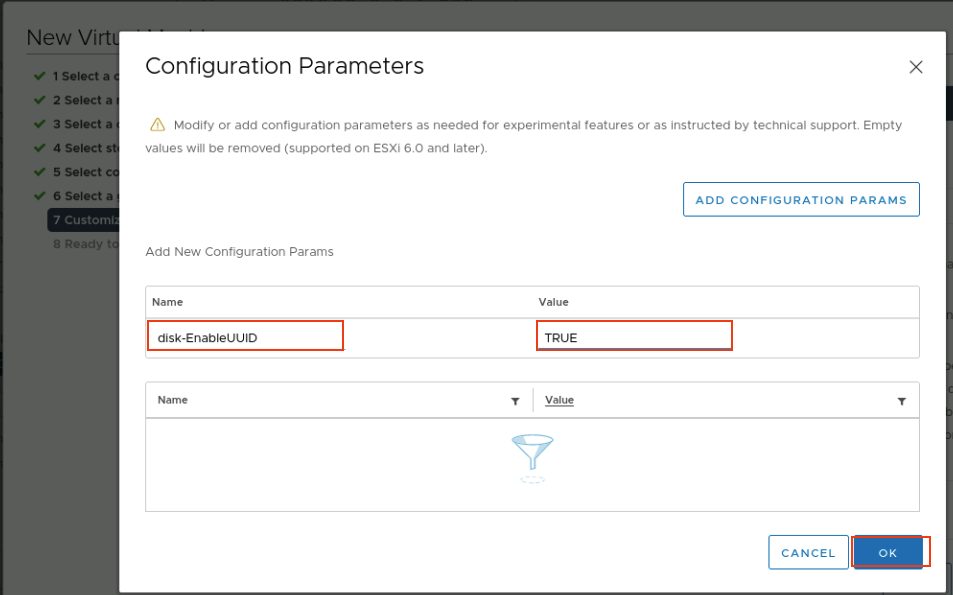 New Virtu
Configuration Parameters
1 Select a c
2 Select a
3 Select a
4 Select sto
5 Select co
6 Select a
7 Customiz
8 Ready to
Modify or add configuration parameters as needed for experimental features or as instructed by technical support. Empty
values will be removed (supported on ESXi 6.0 and later).
ADD CONFIGURATION PARAMS
Add New Configuration Params
Name Value
disk-EnableUUID TRUE
Name Value
CANCEL OK